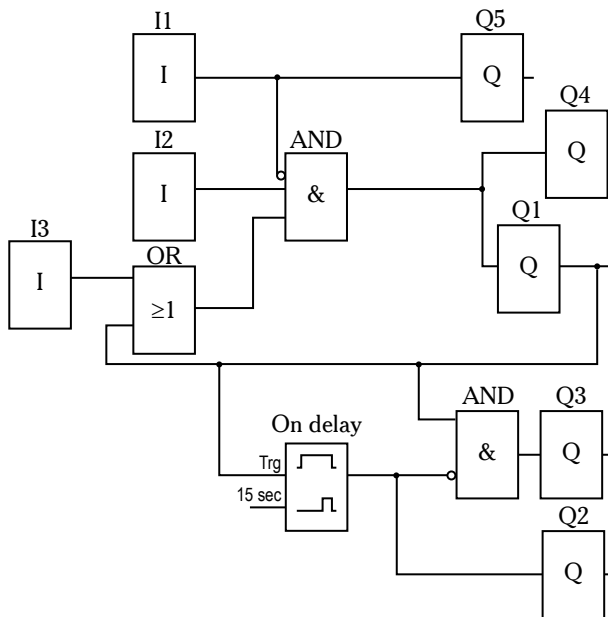 I1
Q5
I
Q
Q4
I2
AND
Q
I
&
Q1
I3
OR
Q
I
≥1
AND
Q3
On delay
Trg
&
Q
15 sec
Q2
Q